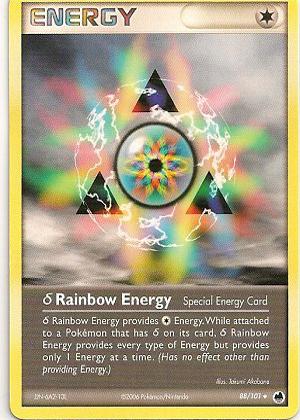 ENERGY
δ Rainbow Energy Special Energy Card
δ Rainbow Energy provides Energy. While attached
to a Pokémon that has δ on its card, δ Rainbow
Energy provides every type of Energy but provides
only 1 Energy at a time. (Has no effect other than
providing Energy.)
Illus. Takumi Akabane
©2006 Pokémon/Nintendo
88/101